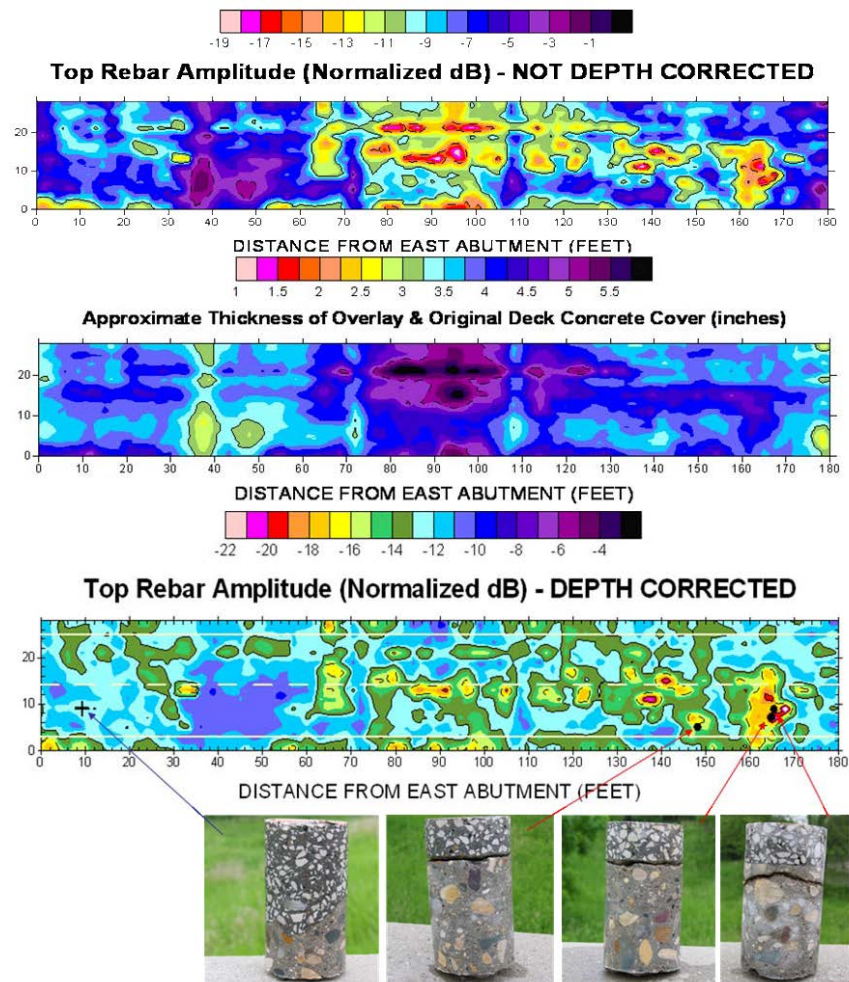 -19 -17 -15 -13 -11 -9 -7 -5 -3 -1
Top Rebar Amplitude (Normalized dB) - NOT DEPTH CORRECTED
20
10
0
0 10 20 30 40 50 60 70 80 90 100 110 120 130 140 150 160 170 180
DISTANCE FROM EAST ABUTMENT (FEET)
1 1.5 2 2.5 3 3.5 4 4.5 5 5.5
Approximate Thickness of Overlay & Original Deck Concrete Cover (inches)
20
10
0
0 10 20 30 40 50 60 70 80 90 100 110 120 130 140 150 160 170 180
DISTANCE FROM EAST ABUTMENT (FEET)
-22 -20 -18 -16 -14 -12 -10 -8 -6 -4
Top Rebar Amplitude (Normalized dB) - DEPTH CORRECTED
20
10
0
0 10 20 30 40 50 60 70 80 90 100 110 120 130 140 150 160 170 180
DISTANCE FROM EAST ABUTMENT (FEET)